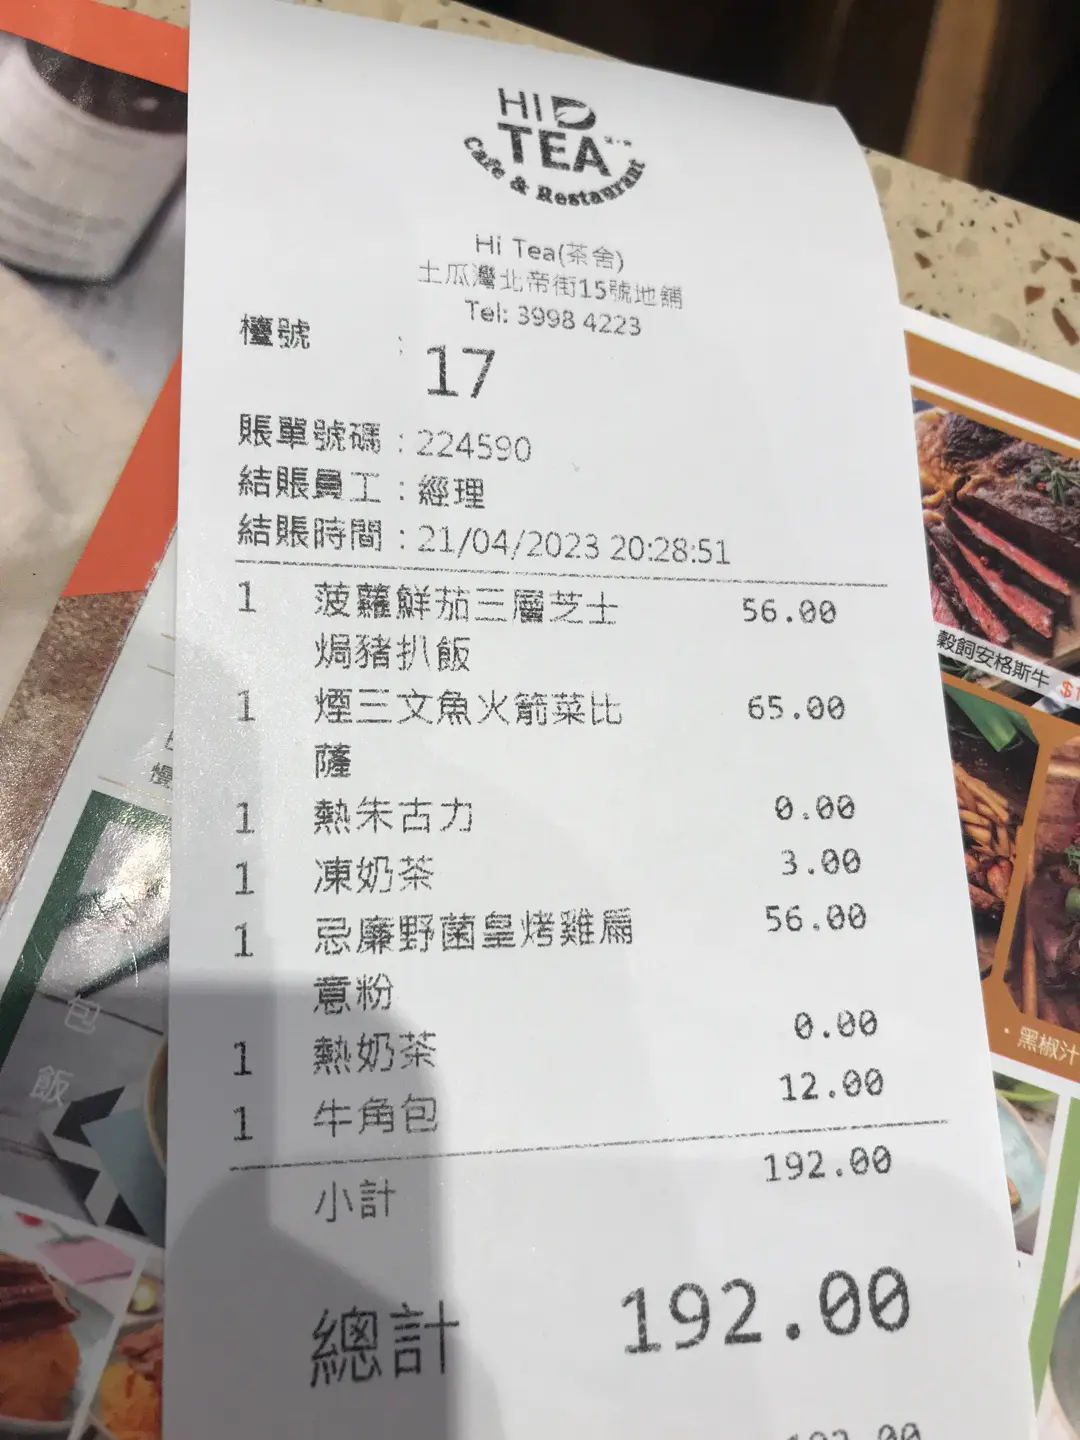 HI
TEA
Cafe & Restaurant
Hi Tea(茶舍)
土瓜灣北帝街15號地舖
Tel: 3998 4223
檯號 : 17
賬單號碼 : 224590
結賬員工 : 經理
結賬時間 : 21/04/2023 20:28:51
1 菠蘿鮮茄三層芝士 56.00
焗豬扒飯
1 煙三文魚火箭菜比 65.00
薩
1 熱朱古力 0.00
1 凍奶茶 3.00
1 忌廉野菌皇烤雞扁 56.00
意粉
1 熱奶茶 0.00
1 牛角包 12.00
小計 192.00
總計 192.00
192.00
穀飼安格斯牛 $1
黑椒汁
包
飯